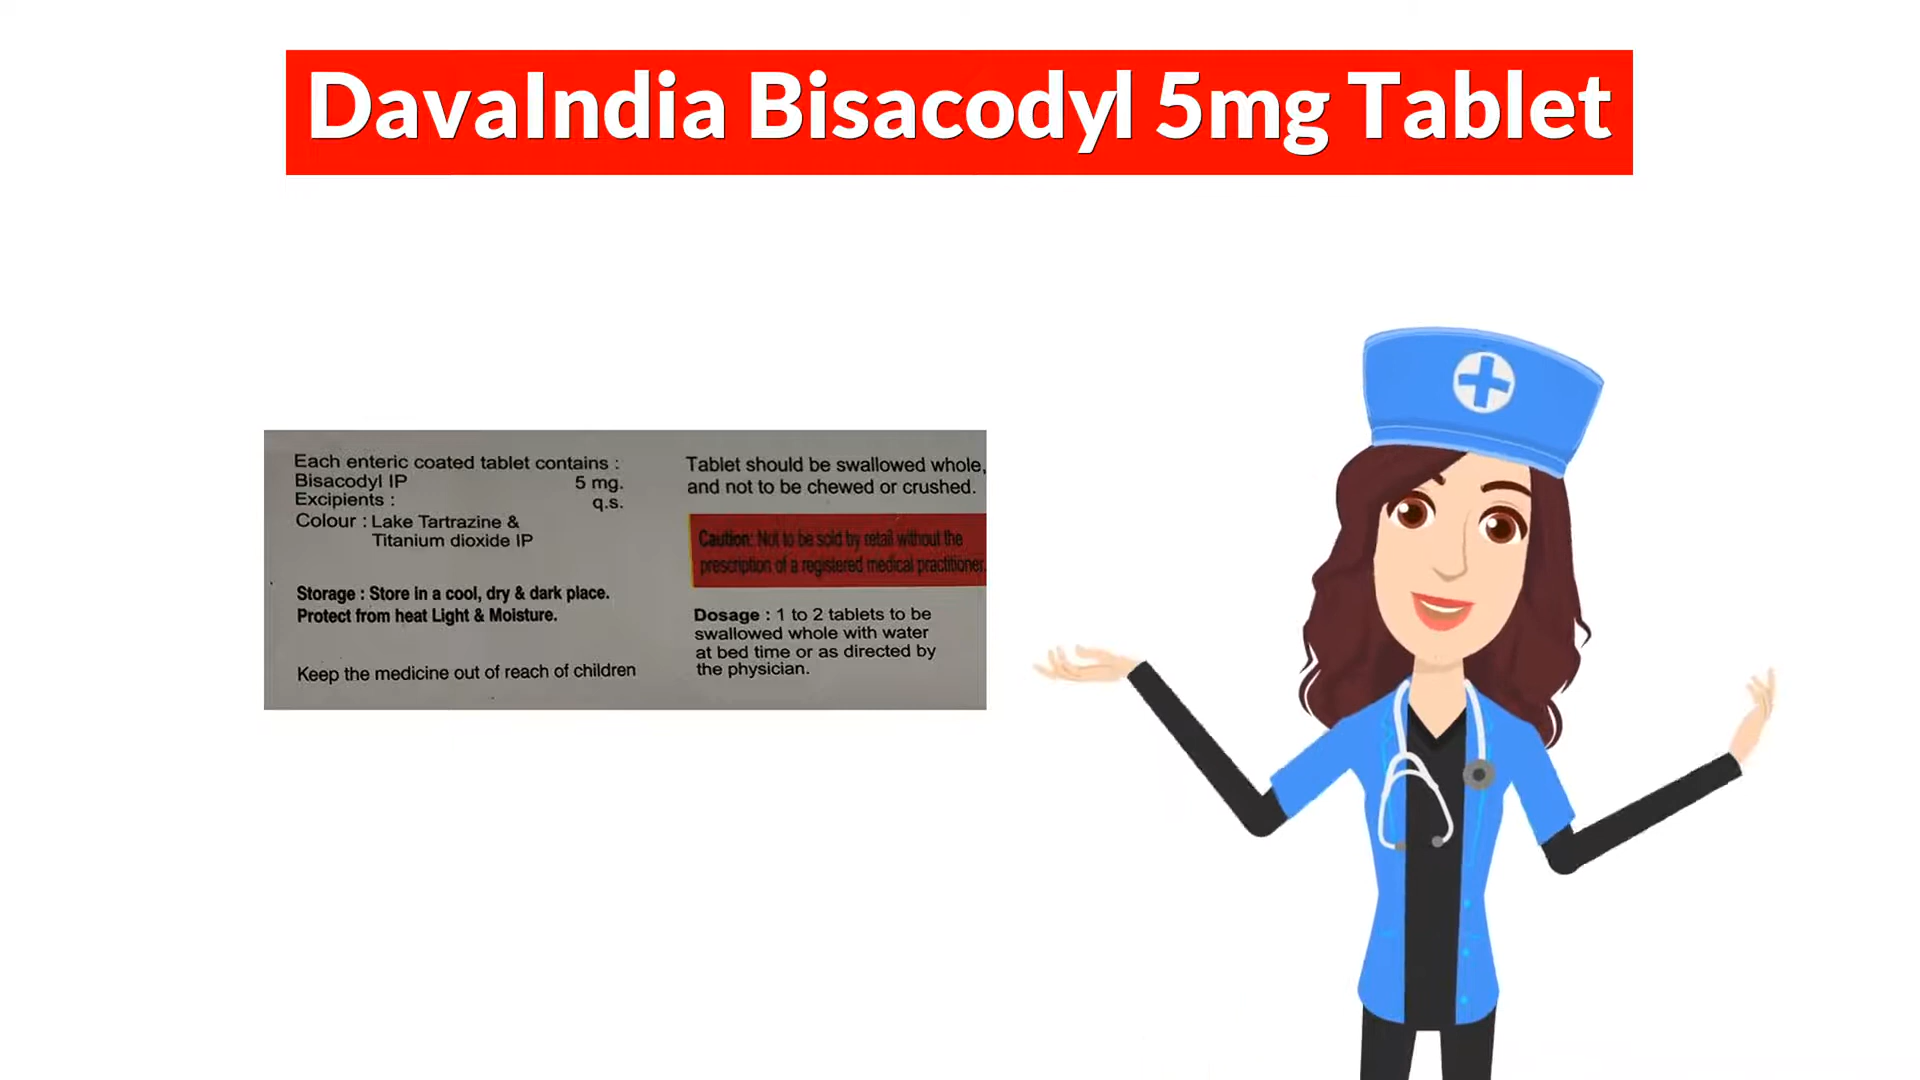 DavaIndia Bisacodyl 5mg Tablet
Each enteric coated tablet contains :
Bisacodyl IP 5 mg.
Excipients : q.s.
Colour : Lake Tartrazine &
Titanium dioxide IP
Storage : Store in a cool, dry & dark place.
Protect from heat Light & Moisture.
Keep the medicine out of reach of children
Tablet should be swallowed whole,
and not to be chewed or crushed.
Caution: Not to be sold by retail without the
prescription of a registered medical practitioner.
Dosage : 1 to 2 tablets to be
swallowed whole with water
at bed time or as directed by
the physician.